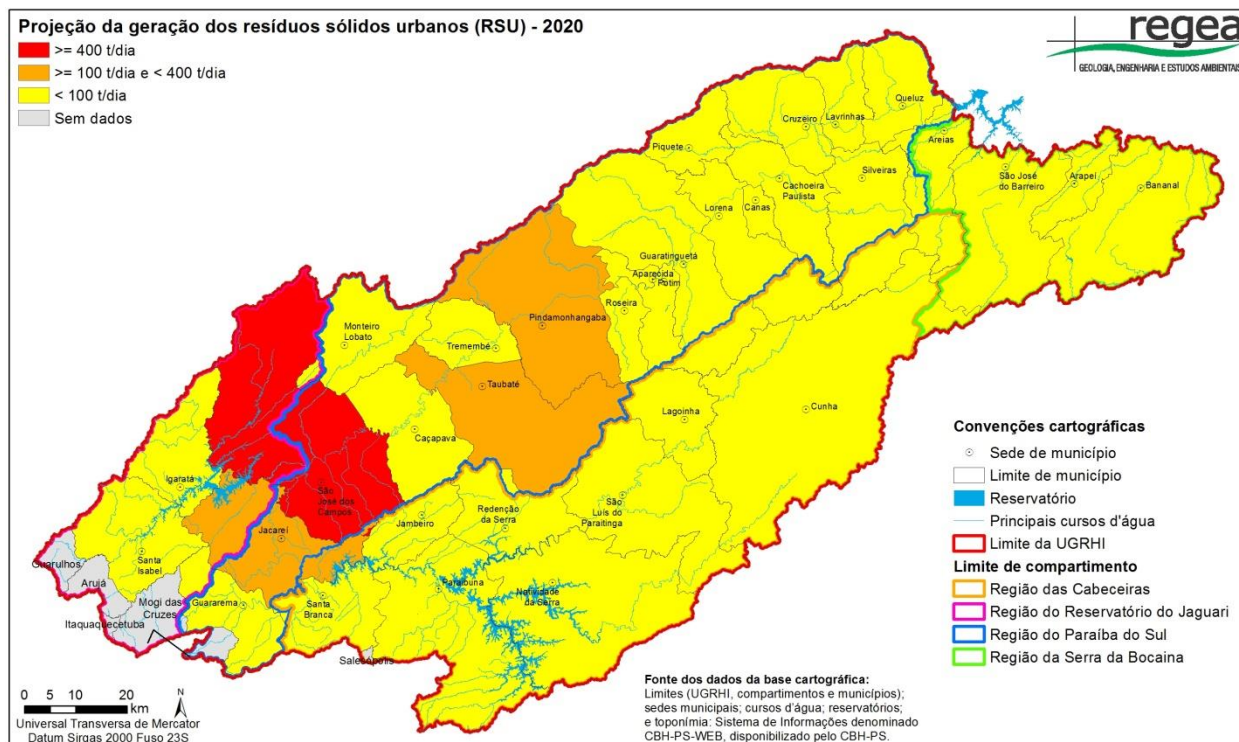 Projeção da geração dos resíduos sólidos urbanos (RSU) - 2020
>= 400 t/dia
>= 100 t/dia e < 400 t/dia
< 100 t/dia
Sem dados
regea
GEOLOGIA, ENGENHARIA E ESTUDOS AMBIENTAIS
Queluz
Lavrinhas
Cruzeiro
Areias
Piquete
São José
do Barreiro
Arapeí
Bananal
Silveiras
Cachoeira
Paulista
Canas
Lorena
Guaratinguetá
Aparecida
Potim
Roseira
Pindamonhangaba
Monteiro
Lobato
Tremembé
Taubaté
Caçapava
Lagoinha
Cunha
São
José dos
Campos
Igaratá
Jacareí
Jambeiro
Redenção
da Serra
São
Luís do
Paraitinga
Santa
Isabel
Guarulhos
Arujá
Mogi das
Cruzes
Itaquaquecetuba
Guararema
Santa
Branca
Paraibuna
Natividade
da Serra
Salesópolis
Convenções cartográficas
Sede de município
Limite de município
Reservatório
Principais cursos d'água
Limite da UGRHI
Limite de compartimento
Região das Cabeceiras
Região do Reservatório do Jaguari
Região do Paraíba do Sul
Região da Serra da Bocaina
0 5 10 20
km
N
Universal Transversa de Mercator
Datum Sirgas 2000 Fuso 23S
Fonte dos dados da base cartográfica:
Limites (UGRHI, compartimentos e municípios);
sedes municipais; cursos d'água; reservatórios;
e toponímia: Sistema de Informações denominado
CBH-PS-WEB, disponibilizado pelo CBH-PS.